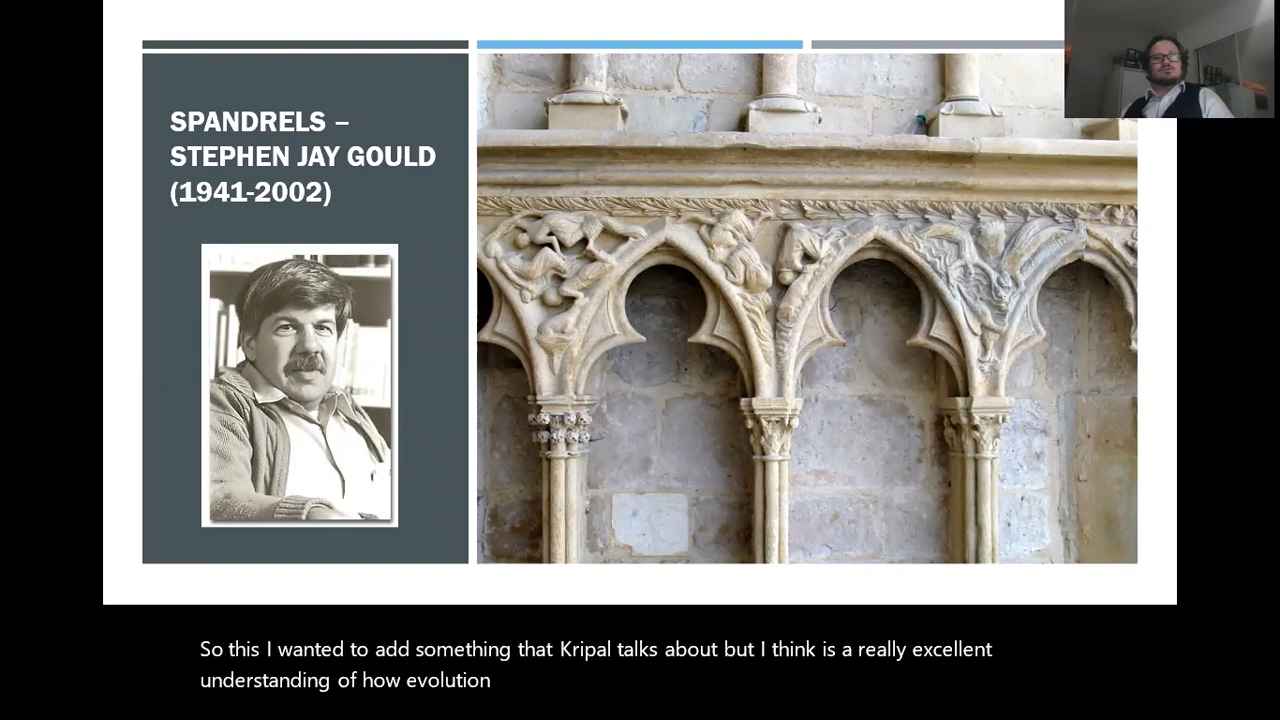 SPANDRELS –
STEPHEN JAY GOULD
(1941-2002)
So this I wanted to add something that Kripal talks about but I think is a really excellent
understanding of how evolution